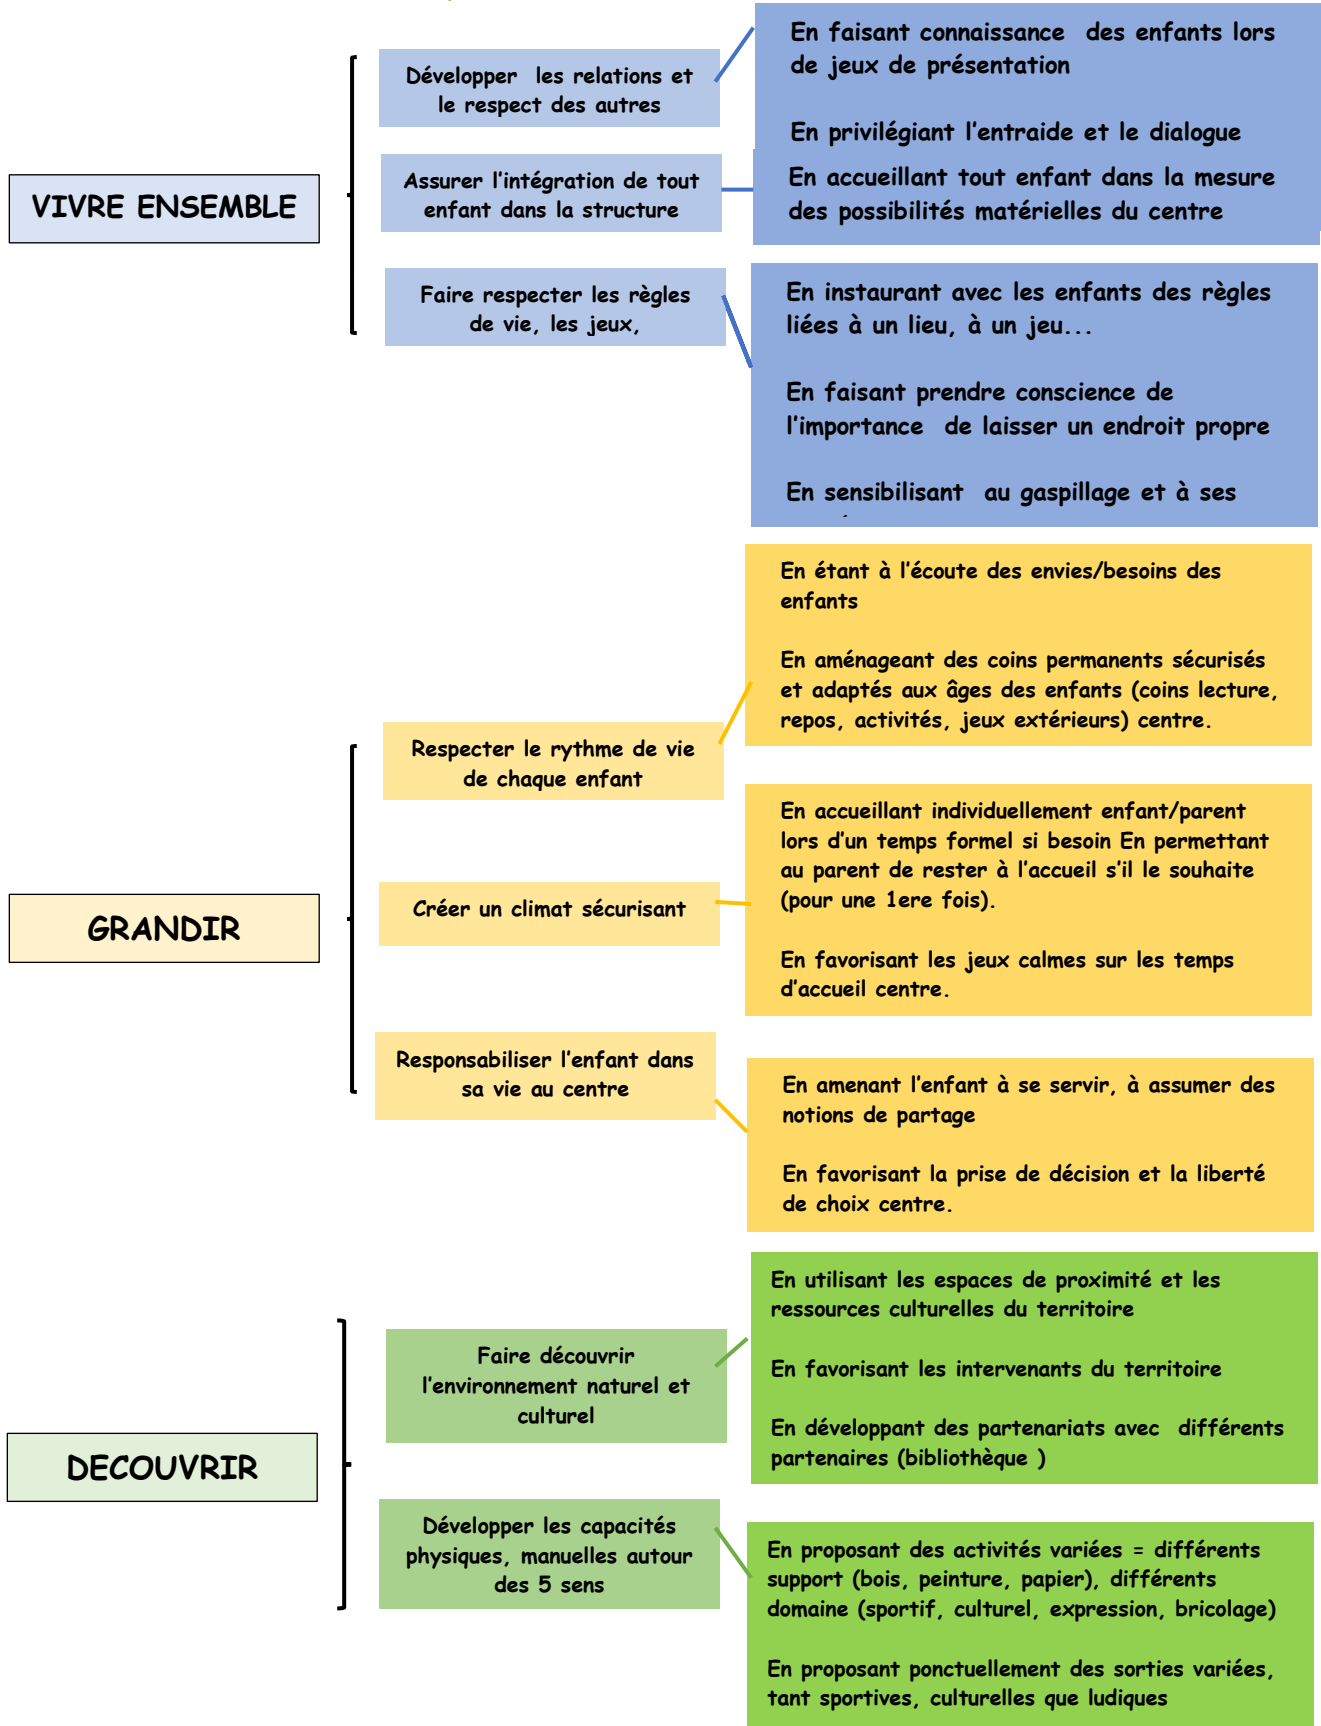 VIVRE ENSEMBLE
Développer les relations et
le respect des autres
En faisant connaissance des enfants lors
de jeux de présentation
En privilégiant l'entraide et le dialogue
Assurer l'intégration de tout
enfant dans la structure
En accueillant tout enfant dans la mesure
des possibilités matérielles du centre
Faire respecter les règles
de vie, les jeux,
En instaurant avec les enfants des règles
liées à un lieu, à un jeu...
En faisant prendre conscience de
l'importance de laisser un endroit propre
En sensibilisant au gaspillage et à ses
GRANDIR
Respecter le rythme de vie
de chaque enfant
En étant à l'écoute des envies/besoins des
enfants
En aménageant des coins permanents sécurisés
et adaptés aux âges des enfants (coins lecture,
repos, activités, jeux extérieurs) centre.
Créer un climat sécurisant
En accueillant individuellement enfant/parent
lors d'un temps formel si besoin En permettant
au parent de rester à l'accueil s'il le souhaite
(pour une 1ere fois).
En favorisant les jeux calmes sur les temps
d'accueil centre.
Responsabiliser l'enfant dans
sa vie au centre
En amenant l'enfant à se servir, à assumer des
notions de partage
En favorisant la prise de décision et la liberté
de choix centre.
DECOUVRIR
Faire découvrir
l'environnement naturel et
culturel
En utilisant les espaces de proximité et les
ressources culturelles du territoire
En favorisant les intervenants du territoire
En développant des partenariats avec différents
partenaires (bibliothèque )
Développer les capacités
physiques, manuelles autour
des 5 sens
En proposant des activités variées = différents
support (bois, peinture, papier), différents
domaine (sportif, culturel, expression, bricolage)
En proposant ponctuellement des sorties variées,
tant sportives, culturelles que ludiques